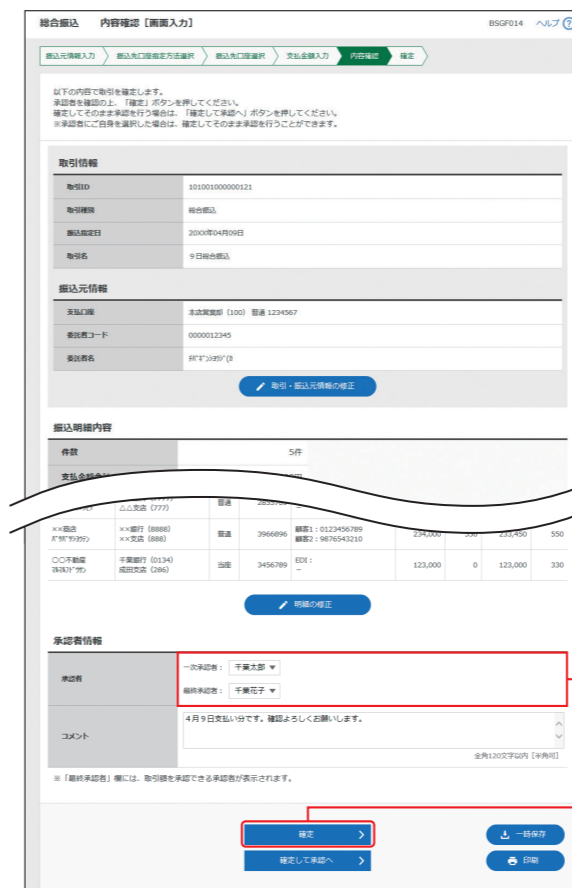 総合振込 内容確認［画面入力］
BSGF014 ヘルプ ?
振込元情報入力 振込先口座指定方法選択 振込先口座選択 支払金額入力 内容確認 確定
以下の内容で取引を確定します。
承認者を確認の上、「確定」ボタンを押してください。
確定してそのまま承認を行う場合は、「確定して承認へ」ボタンを押してください。
※承認者にご自身を選択した場合は、確定してそのまま承認を行うことができます。
取引情報
取引ID 101001000000121
取引種別 総合振込
振込指定日 20XX年04月09日
取引名 9日総合振込
振込元情報
支払口座 本店営業部（100） 普通 1234567
委託者コード 0000012345
委託者名
取引・振込元情報の修正
振込明細内容
件数 5件
△△支店（777） 普通
××商店 ××銀行（8888） 普通 3966896 顧客1：0123456789 234,000 550 233,450 550
××支店（888） 顧客2：9876543210
○○不動産 千葉銀行（0134） 当座 3456789 EDI： 123,000 0 123,000 330
成田支店（286） −
明細の修正
承認者情報
承認者 一次承認者： 千葉太郎 ▼
最終承認者： 千葉花子 ▼
コメント 4月9日支払い分です。確認よろしくお願いします。
全角120文字以内［半角可］
※「最終承認者」欄には、取引額を承認できる承認者が表示されます。
確定 一時保存
確定して承認へ 印刷